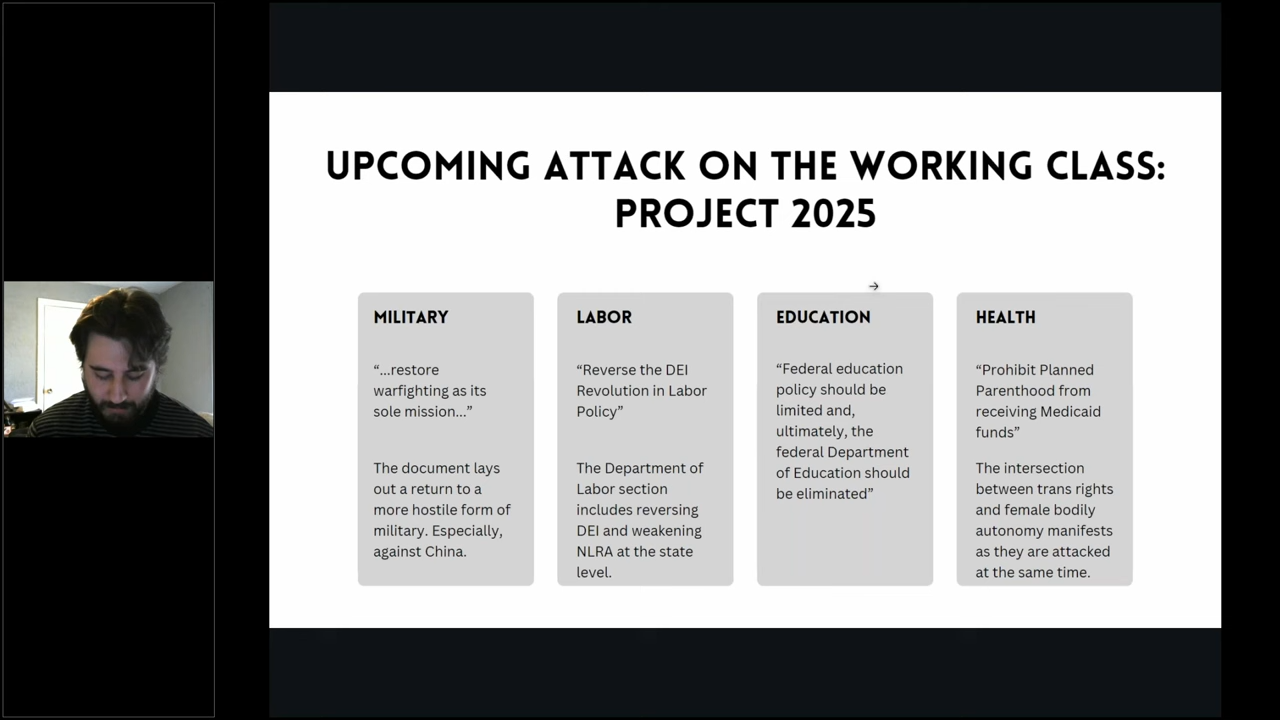 UPCOMING ATTACK ON THE WORKING CLASS:
PROJECT 2025
MILITARY
“...restore
warfighting as its
sole mission...”
The document lays
out a return to a
more hostile form of
military. Especially,
against China.
LABOR
“Reverse the DEI
Revolution in Labor
Policy”
The Department of
Labor section
includes reversing
DEI and weakening
NLRA at the state
level.
EDUCATION
“Federal education
policy should be
limited and,
ultimately, the
federal Department
of Education should
be eliminated”
HEALTH
“Prohibit Planned
Parenthood from
receiving Medicaid
funds”
The intersection
between trans rights
and female bodily
autonomy manifests
as they are attacked
at the same time.